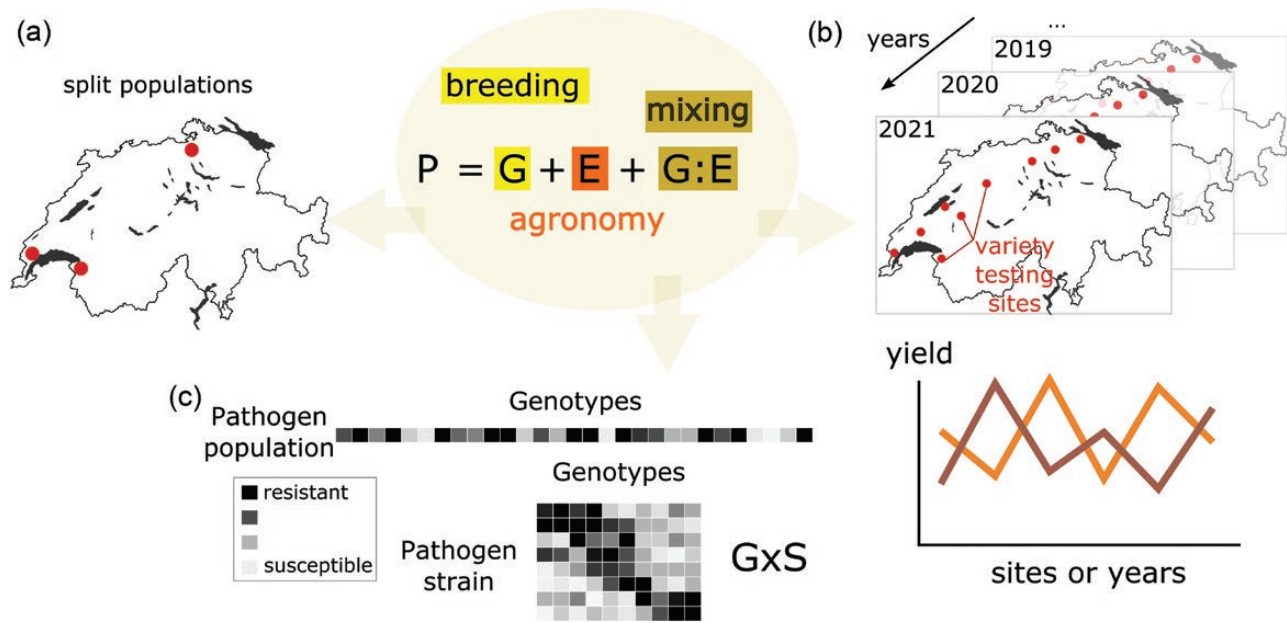 (a)
split populations
breeding
mixing
P = G + E + G:E
agronomy
(b)
years
...
2019
2020
2021
variety
testing
sites
yield
sites or years
(c)
Genotypes
Pathogen
population
resistant
susceptible
Genotypes
Pathogen
strain
GxS